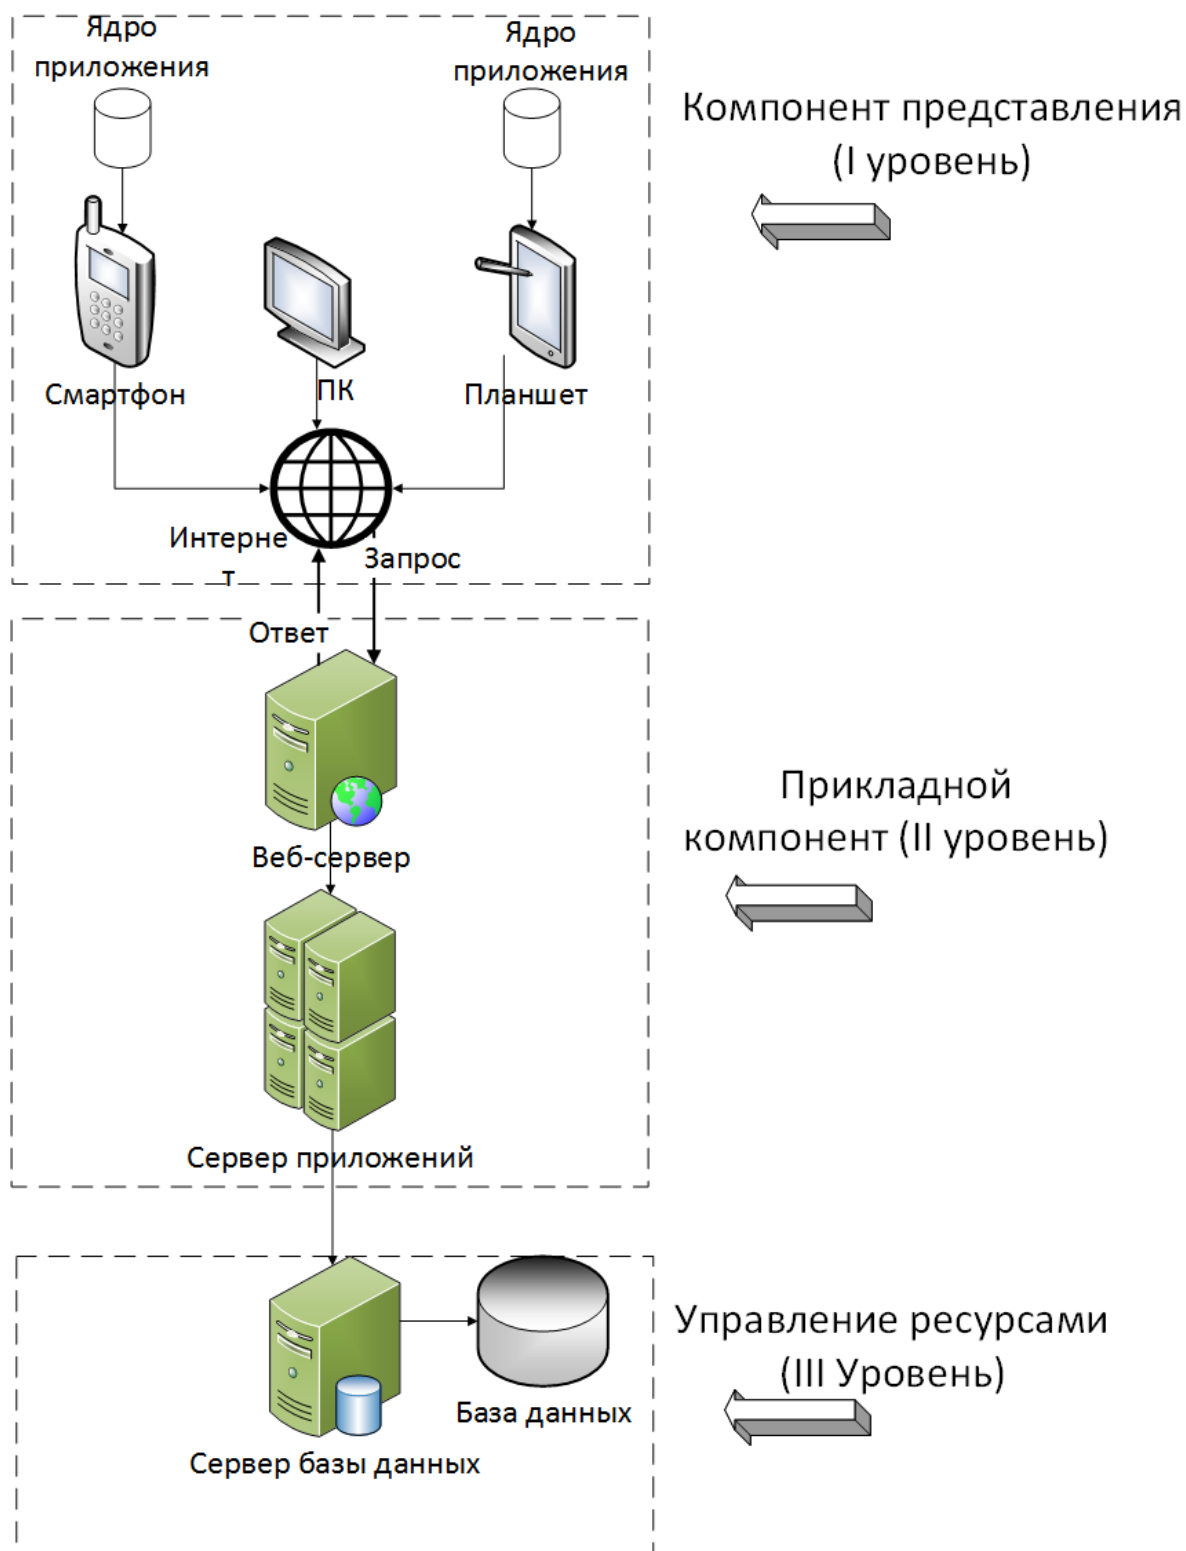 Ядро
приложения
Ядро
приложения
Компонент представления
(I уровень)
Смартфон
ПК
Планшет
Интерне
т
Запрос
Ответ
Веб-сервер
Прикладной
компонент (II уровень)
Сервер приложений
Управление ресурсами
(III Уровень)
База данных
Сервер базы данных